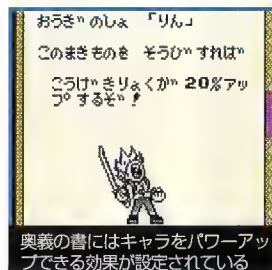 おうぎのしょ 「りん」
このまきものを そうびすれば
こうげきりょくが 20%アッ
プするぞ!
奥義の書にはキャラをパワーアッ
プできる効果が設定されている